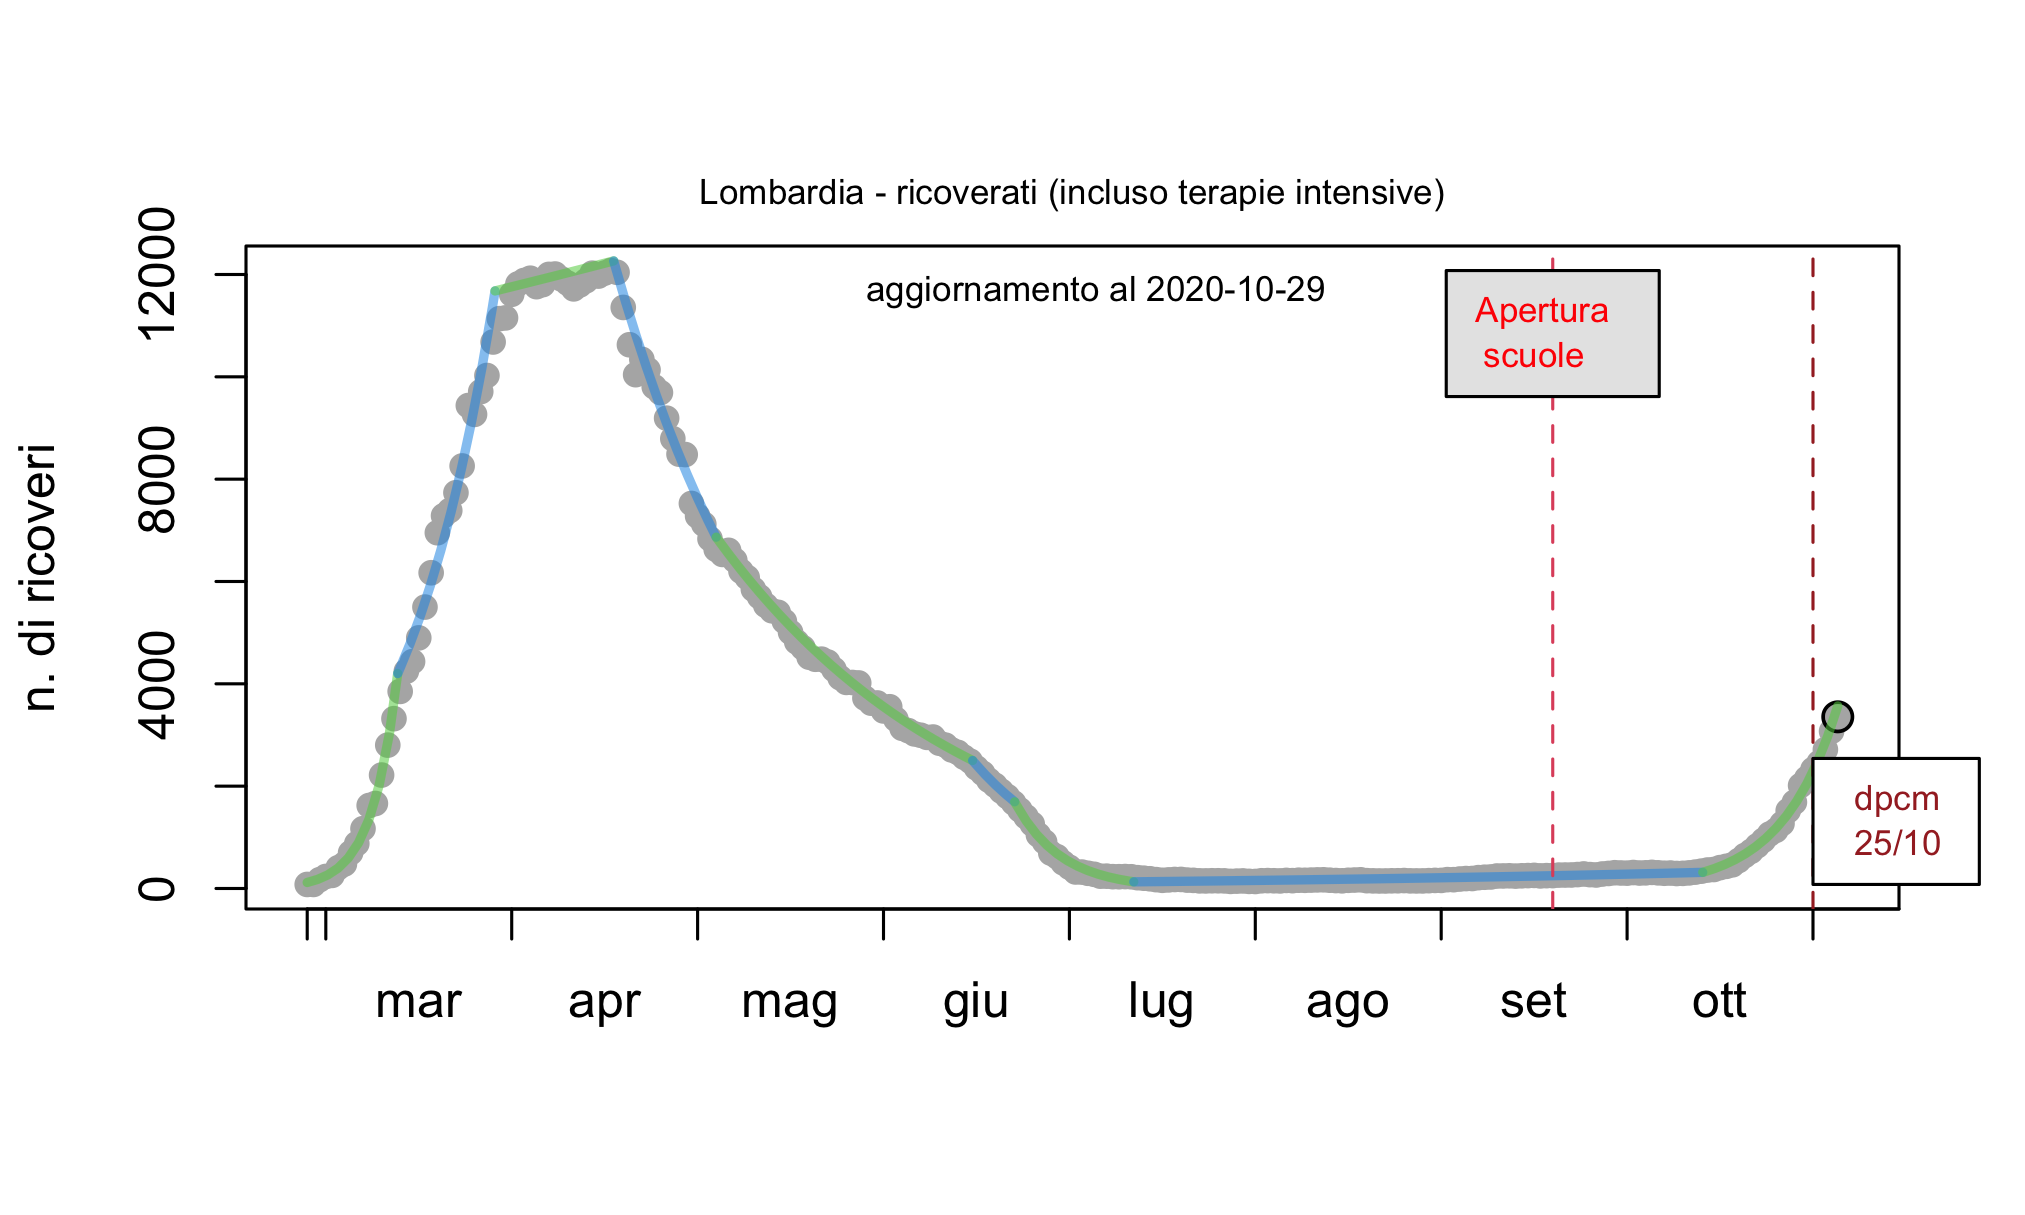 Lombardia - ricoverati (incluso terapie intensive)
aggiornamento al 2020-10-29
Apertura
scuole
dpcm
25/10
n. di ricoveri
12000
8000
4000
0
mar apr mag giu lug ago set ott